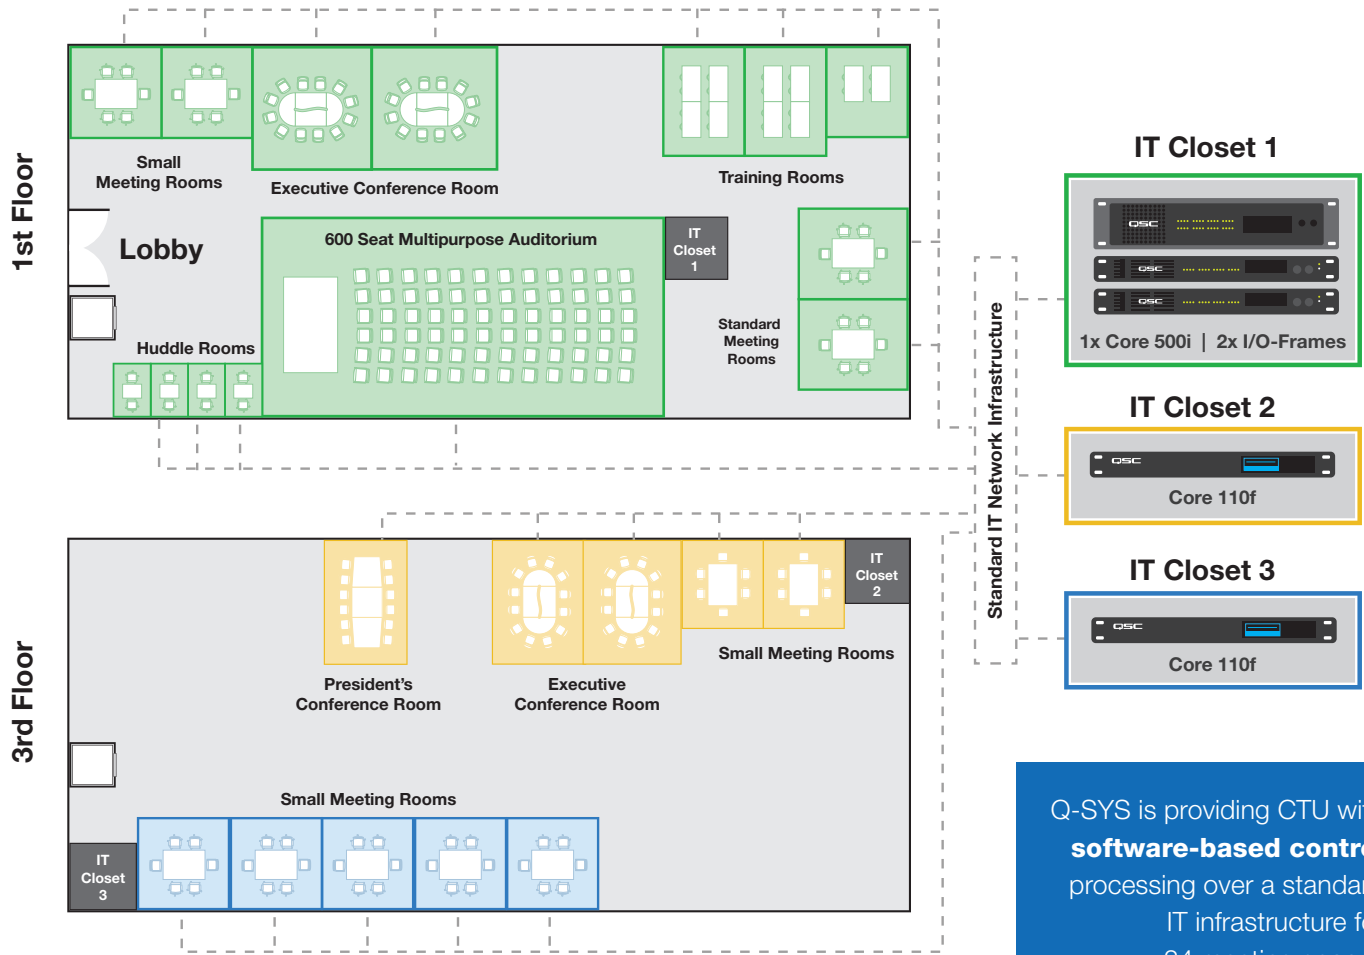 1st Floor
Small
Meeting Rooms
Executive Conference Room
Training Rooms
Lobby
600 Seat Multipurpose Auditorium
IT
Closet
1
Standard
Meeting
Rooms
Huddle Rooms
3rd Floor
IT
Closet
2
President’s
Conference Room
Executive
Conference Room
Small Meeting Rooms
Small Meeting Rooms
IT
Closet
3
Standard IT Network Infrastructure
IT Closet 1
QSC
QSC
QSC
1x Core 500i | 2x I/O-Frames
IT Closet 2
QSC
Core 110f
IT Closet 3
QSC
Core 110f
Q-SYS is providing CTU wi
software-based contr
processing over a standar
IT infrastructure f